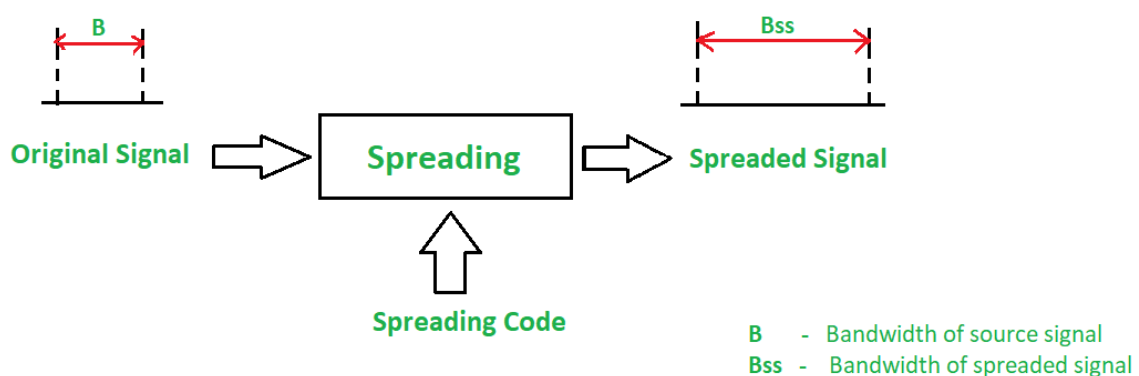 B
Bss
Original Signal
Spreading
Spreaded Signal
Spreading Code
B - Bandwidth of source signal
Bss - Bandwidth of spreaded signal